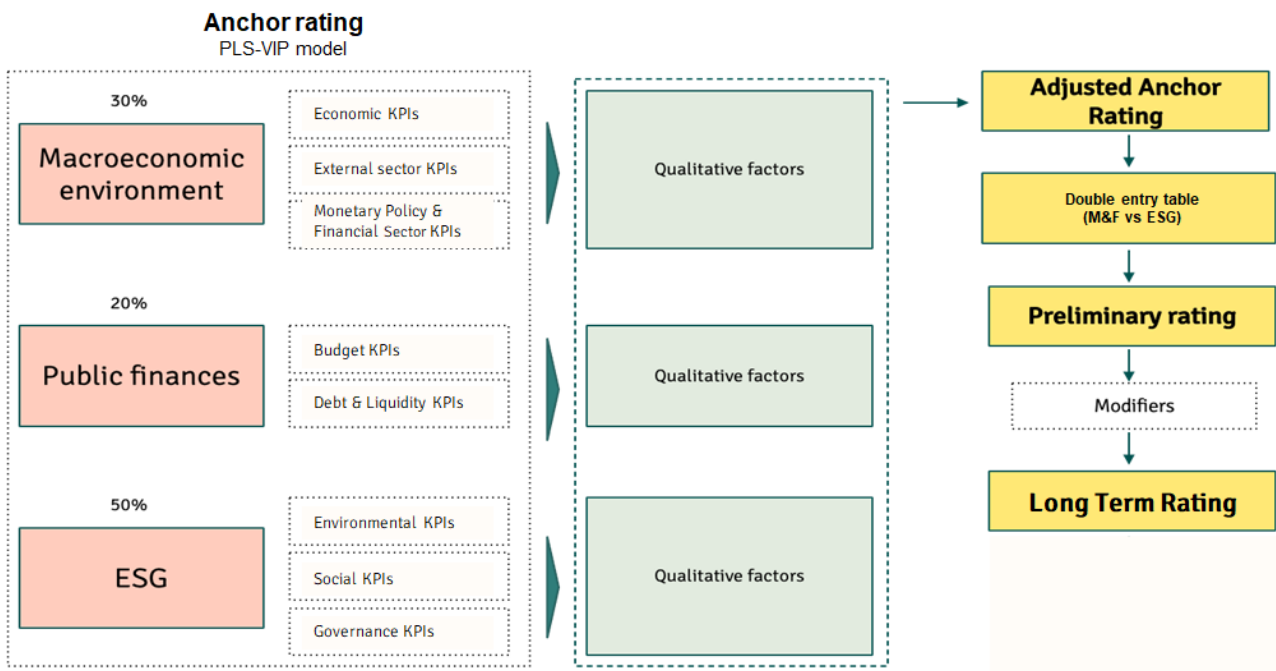 Anchor rating
PLS-VIP model
30%
Macroeconomic
environment
Economic KPIs
External sector KPIs
Monetary Policy &
Financial Sector KPIs
Qualitative factors
20%
Public finances
Budget KPIs
Debt & Liquidity KPIs
Qualitative factors
50%
ESG
Environmental KPIs
Social KPIs
Governance KPIs
Qualitative factors
Adjusted Anchor
Rating
Double entry table
(M&F vs ESG)
Preliminary rating
Modifiers
Long Term Rating